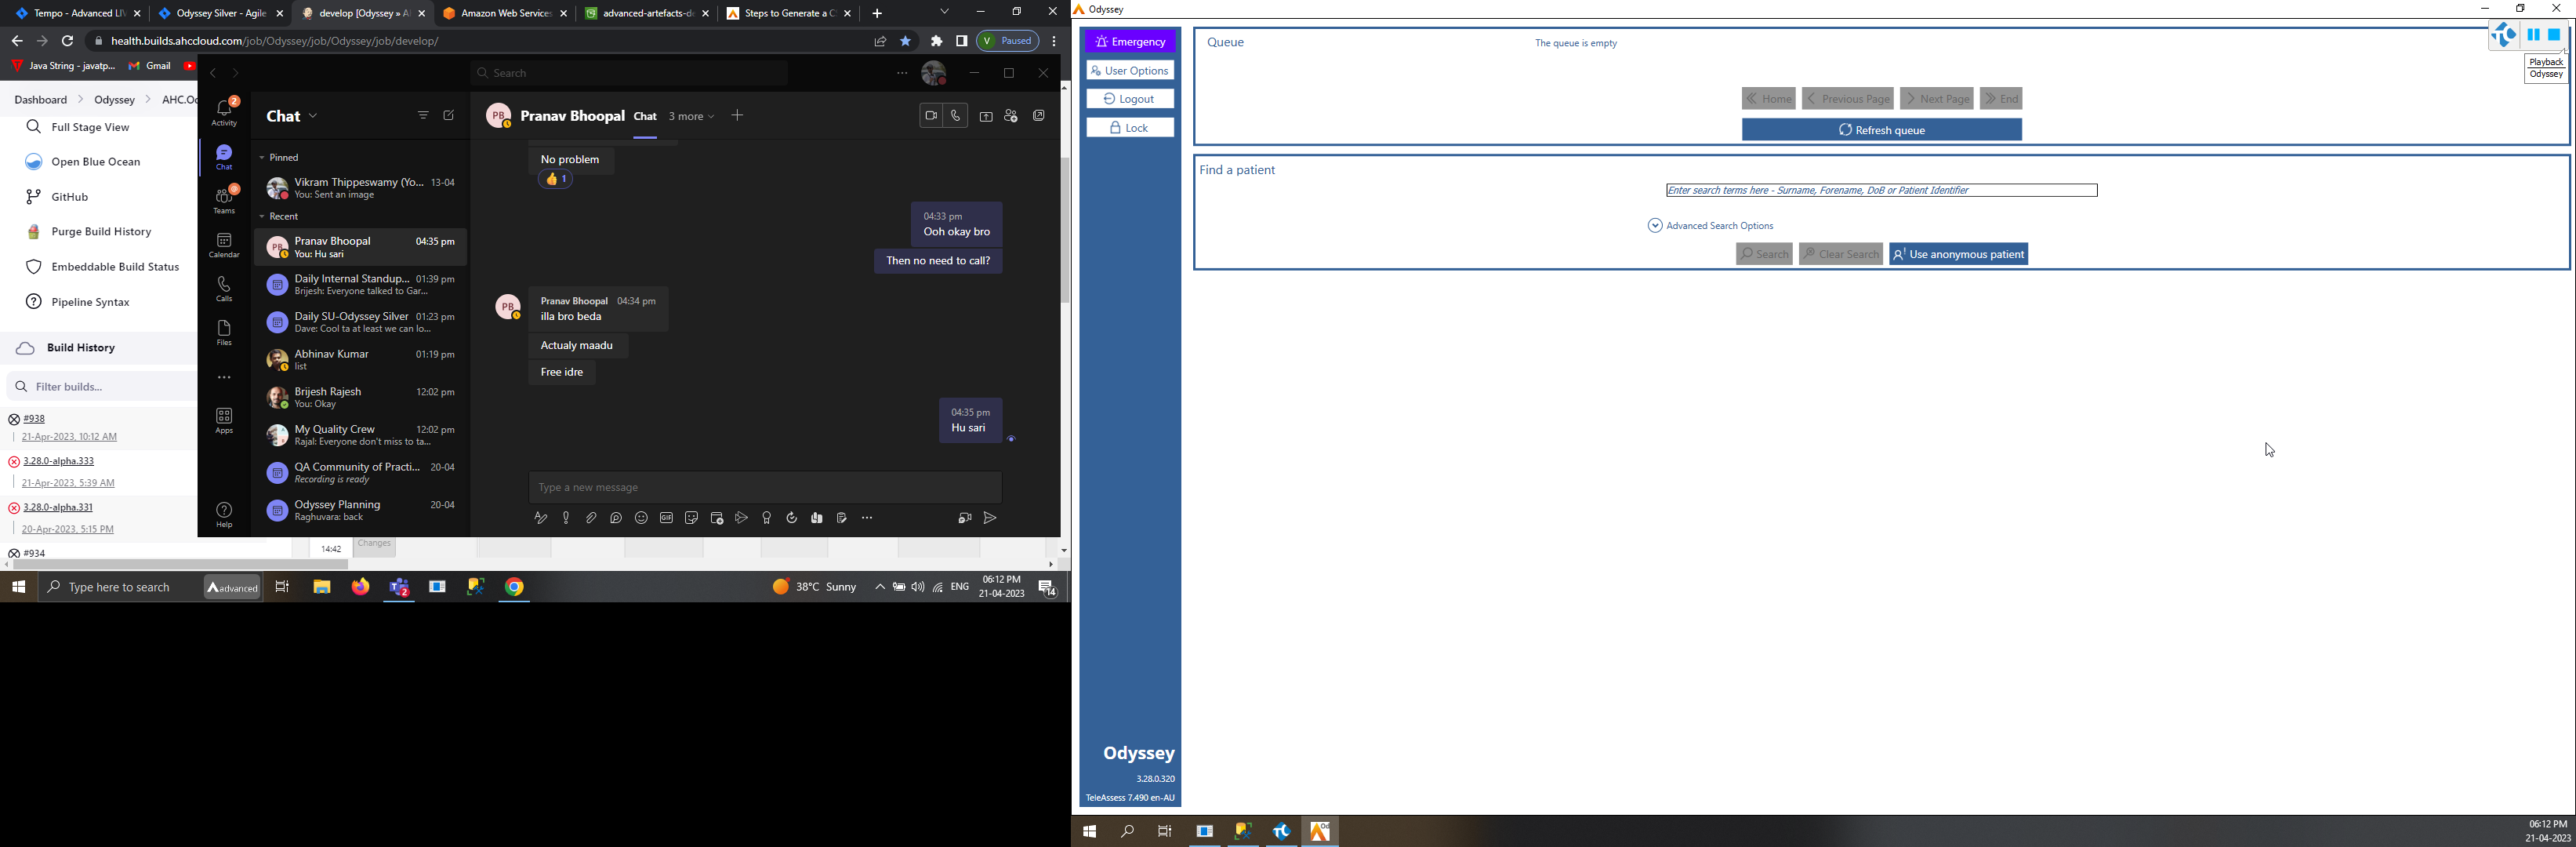 Tempo - Advanced LIV
Odyssey Silver - Agile
develop [Odyssey » A
Amazon Web Services
advanced-artefacts-de
Steps to Generate a C
health.builds.ahccloud.com/job/Odyssey/job/Odyssey/job/develop/
V Paused
Java String - javatp...
Gmail
Dashboard
Odyssey
AHC.Od
Full Stage View
Open Blue Ocean
GitHub
Purge Build History
Embeddable Build Status
Pipeline Syntax
Build History
Filter builds...
#938
21-Apr-2023, 10:12 AM
3.28.0-alpha.333
21-Apr-2023, 5:39 AM
3.28.0-alpha.331
20-Apr-2023, 5:15 PM
#934
14:42
Changes
Search
2
Activity
Chat
Teams
Calendar
Calls
Files
Apps
Help
Chat
Pinned
Vikram Thippeswamy (Yo... 13-04
You: Sent an image
Recent
PB
Pranav Bhoopal 04:35 pm
You: Hu sari
Daily Internal Standup... 01:39 pm
Brijesh: Everyone talked to Gar...
Daily SU-Odyssey Silver 01:23 pm
Dave: Cool ta at least we can lo...
Abhinav Kumar 01:19 pm
list
Brijesh Rajesh 12:02 pm
You: Okay
My Quality Crew 12:02 pm
Rajal: Everyone don't miss to ta...
QA Community of Practi... 20-04
Recording is ready
Odyssey Planning 20-04
Raghuvara: back
PB Pranav Bhoopal Chat 3 more
No problem
👍 1
04:33 pm
Ooh okay bro
Then no need to call?
PB
Pranav Bhoopal 04:34 pm
illa bro beda
Actualy maadu
Free idre
04:35 pm
Hu sari
Type a new message
GIF
Type here to search
advanced
2
38°C Sunny
ENG
06:12 PM
21-04-2023
14
Odyssey
Emergency
User Options
Logout
Lock
Queue
The queue is empty
Home
Previous Page
Next Page
End
Refresh queue
Playback
Odyssey
Find a patient
Enter search terms here - Surname, Forename, DoB or Patient Identifier
Advanced Search Options
Search
Clear Search
Use anonymous patient
Odyssey
3.28.0.320
TeleAssess 7.490 en-AU
06:12 PM
21-04-2023